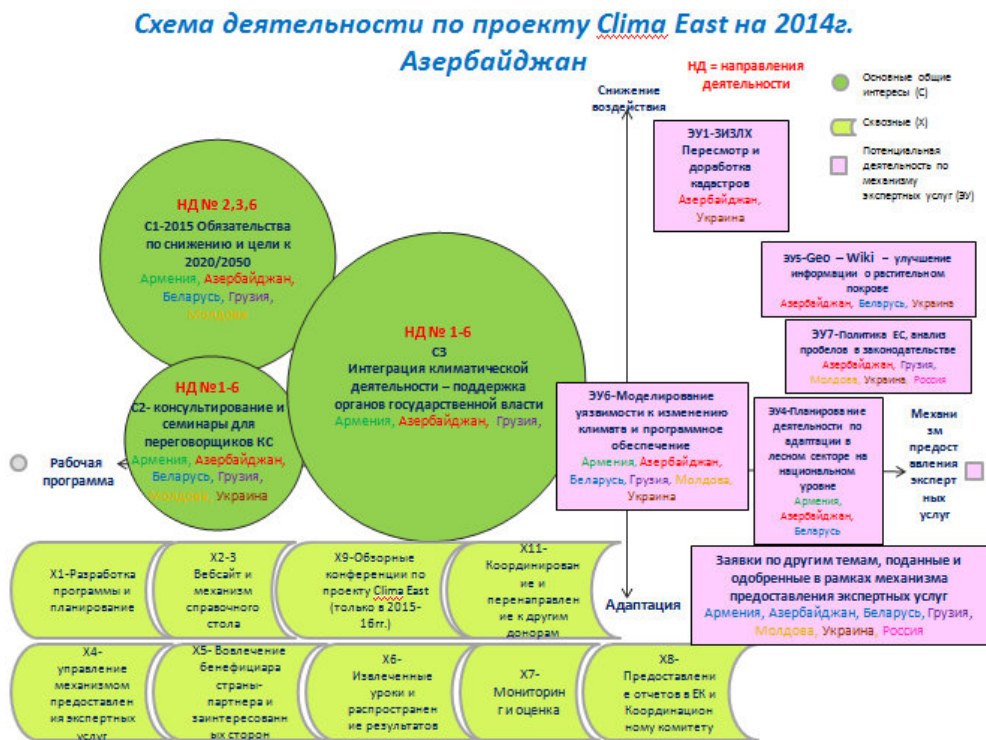 Схема деятельности по проекту Clima East на 2014г.
Азербайджан
НД = направления
деятельности
Основные общие
интересы (С)
Сквозные (Х)
Потенциальная
деятельность по
механизму
экспертных услуг (ЭУ)
Снижение
воздействия
ЭУ1-ЗИЗЛХ
Пересмотр и
доработка
кадастров
Азербайджан,
Украина
НД № 2,3,6
С1-2015 Обязательства
по снижению и цели к
2020/2050
Армения, Азербайджан,
Беларусь, Грузия,
Молдова
ЭУ5-Geo – Wiki – улучшение
информации о растительном
покрове
Азербайджан, Беларусь, Украина
НД № 1-6
С3
Интеграция климатической
деятельности – поддержка
органов государственной власти
Армения, Азербайджан, Грузия,
ЭУ7-Политика ЕС, анализ
пробелов в законодательстве
Азербайджан, Грузия,
Молдова, Украина, Россия
НД №1-6
С2- консультирование и
семинары для
переговорщиков КС
Армения, Азербайджан,
Беларусь, Грузия,
Молдова, Украина
ЭУ6-Моделирование
уязвимости к изменению
климата и программное
обеспечение
Армения, Азербайджан,
Беларусь, Грузия, Молдова,
Украина
ЭУ4-Планирование
деятельности по
адаптации в
лесном секторе на
национальном
уровне
Армения,
Азербайджан,
Беларусь
Механи
зм
предост
авления
эксперт
ных
услуг
Рабочая
программа
Адаптация
Заявки по другим темам, поданные и
одобренные в рамках механизма
предоставления экспертных услуг
Армения, Азербайджан, Беларусь, Грузия,
Молдова, Украина, Россия
Х1-Разработка
программы и
планирование
Х2-3
Вебсайт и
механизм
справочного
стола
Х9-Обзорные
конференции по
проекту Clima East
(только в 2015-
16гг.)
Х11-
Координирован
ие и
перенаправлен
ие к другим
донорам
Х4-
управление
механизмом
предоставлен
ия экспертных
услуг
Х5- Вовлечение
бенефициара
страны-
партнера и
заинтересованн
ых сторон
Х6-
Извлеченные
уроки и
распространен
ие результатов
Х7-
Мониторин
г и оценка
Х8-
Предоставлени
е отчетов в ЕК и
Координацион
ному комитету